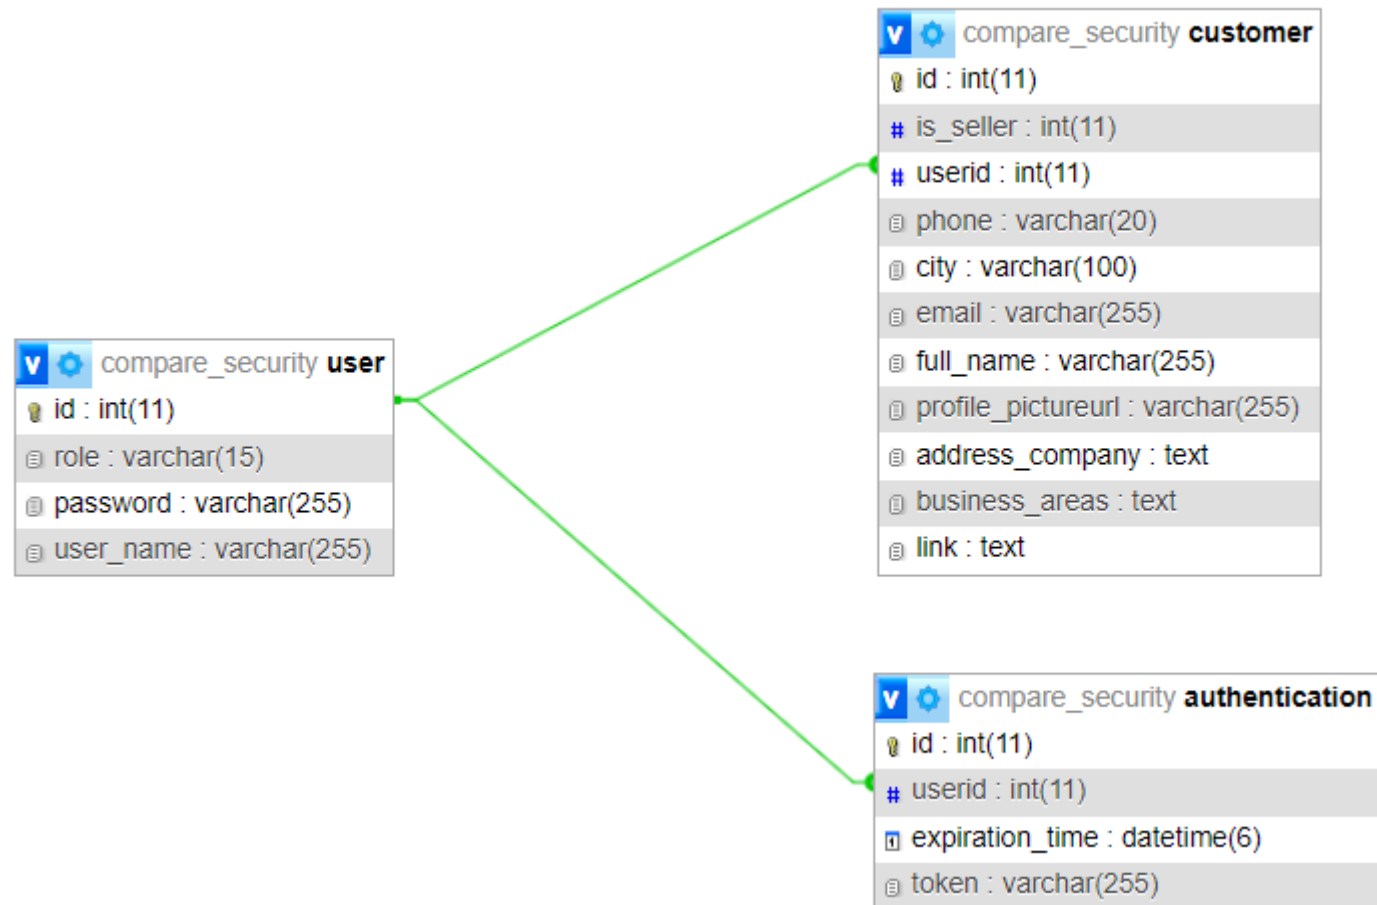 v compare_security customer
id : int(11)
# is_seller : int(11)
# userid : int(11)
phone : varchar(20)
city : varchar(100)
email : varchar(255)
full_name : varchar(255)
profile_pictureurl : varchar(255)
address_company : text
business_areas : text
link : text
v compare_security user
id : int(11)
role : varchar(15)
password : varchar(255)
user_name : varchar(255)
v compare_security authentication
id : int(11)
# userid : int(11)
expiration_time : datetime(6)
token : varchar(255)